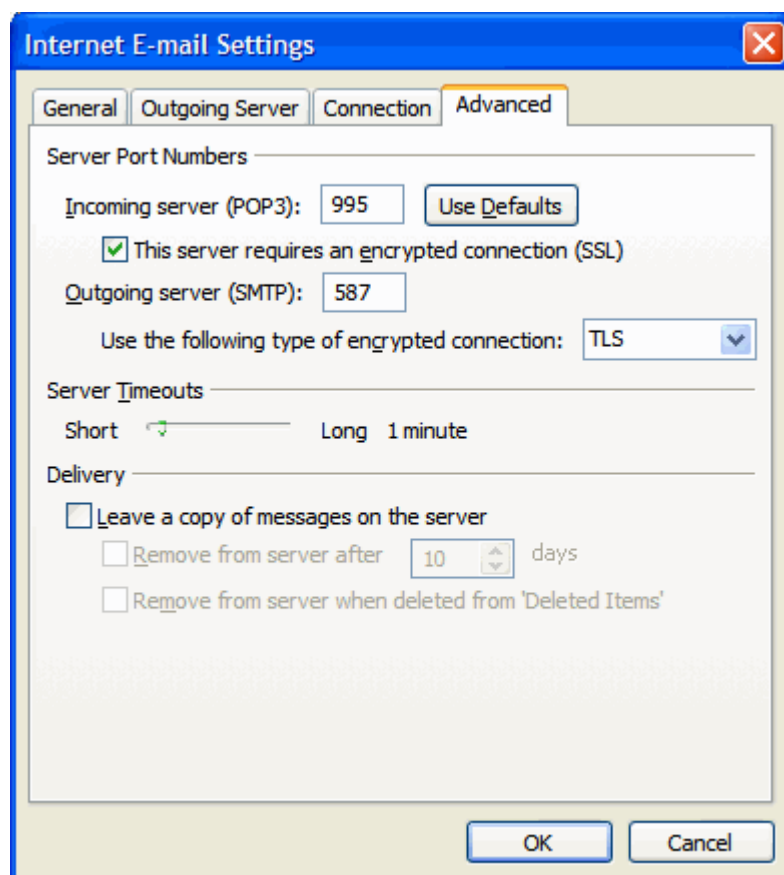 Internet E-mail Settings
General Outgoing Server Connection Advanced
Server Port Numbers
Incoming server (POP3): 995 Use Defaults
This server requires an encrypted connection (SSL)
Outgoing server (SMTP): 587
Use the following type of encrypted connection: TLS
Server Timeouts
Short Long 1 minute
Delivery
Leave a copy of messages on the server
Remove from server after 10 days
Remove from server when deleted from 'Deleted Items'
OK Cancel